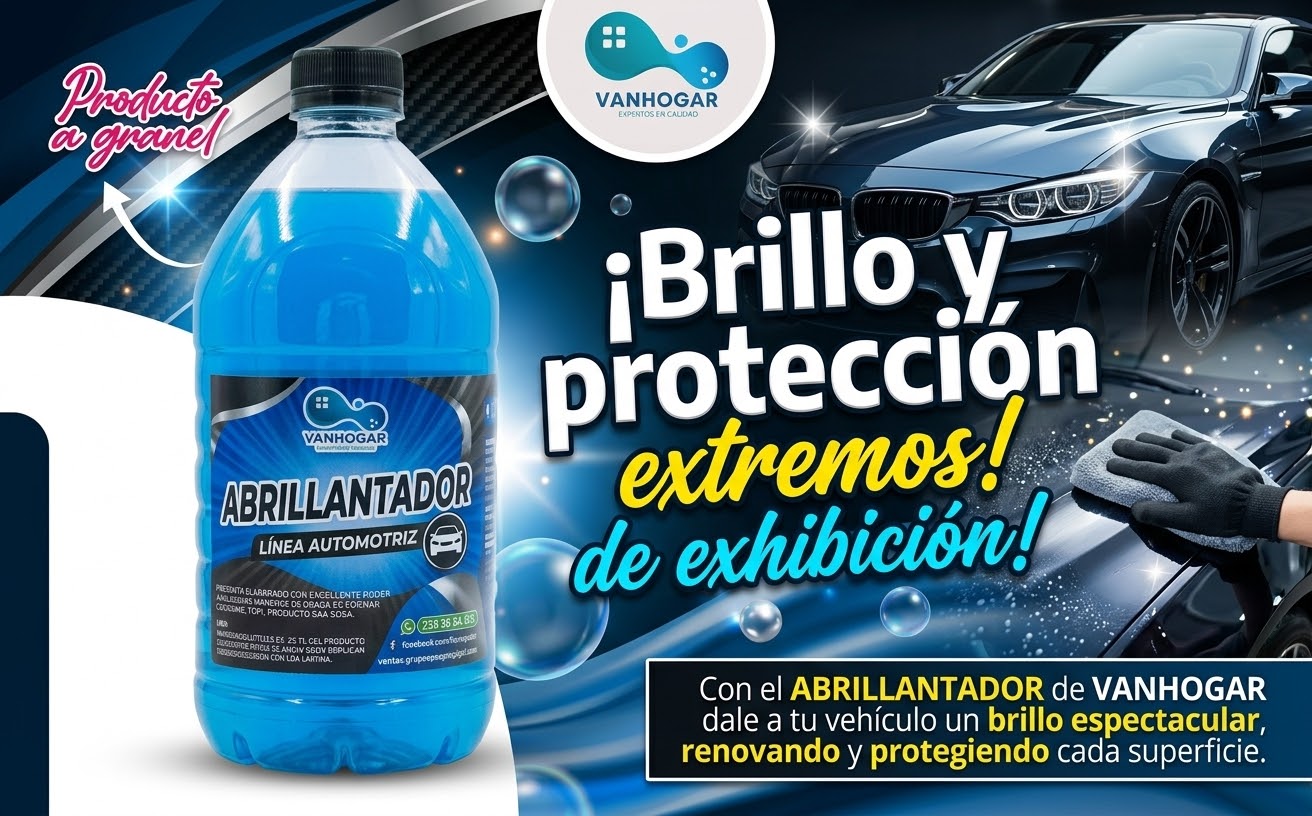 Producto
a granel
VANHOGAR
EXPERTOS EN CALIDAD
¡Brillo y
protección
extremos!
de exhibición!
VANHOGAR
ABRILLANTADOR
LÍNEA AUTOMOTRIZ
Con el ABRILLANTADOR de VANHOGAR
dale a tu vehículo un brillo espectacular,
renovando y protegiendo cada superficie.